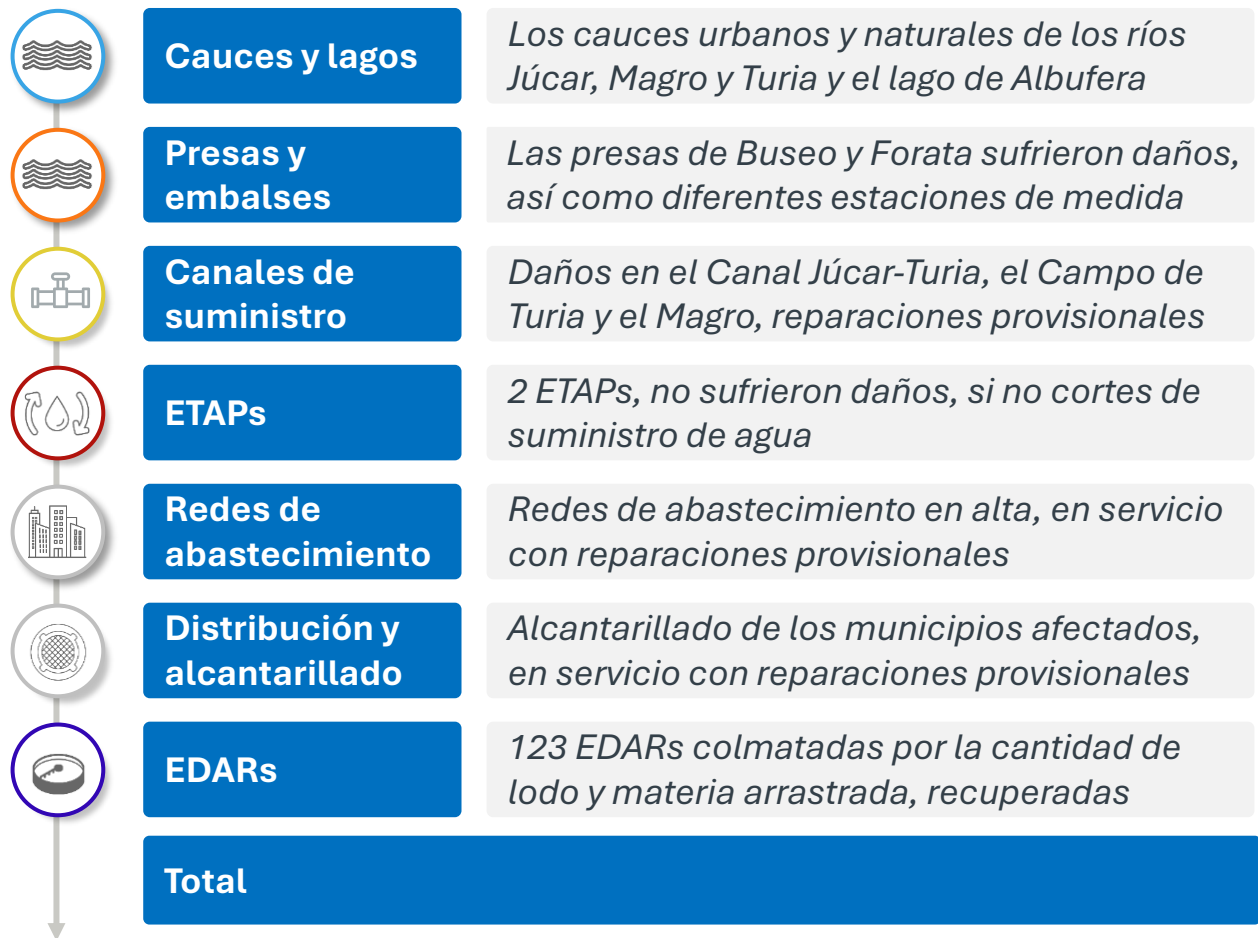 Cauces y lagos
Los cauces urbanos y naturales de los ríos
Júcar, Magro y Turia y el lago de Albufera
Presas y
embalses
Las presas de Buseo y Forata sufrieron daños,
así como diferentes estaciones de medida
Canales de
suministro
Daños en el Canal Júcar-Turia, el Campo de
Turia y el Magro, reparaciones provisionales
ETAPs
2 ETAPs, no sufrieron daños, si no cortes de
suministro de agua
Redes de
abastecimiento
Redes de abastecimiento en alta, en servicio
con reparaciones provisionales
Distribución y
alcantarillado
Alcantarillado de los municipios afectados,
en servicio con reparaciones provisionales
EDARs
123 EDARs colmatadas por la cantidad de
lodo y materia arrastrada, recuperadas
Total